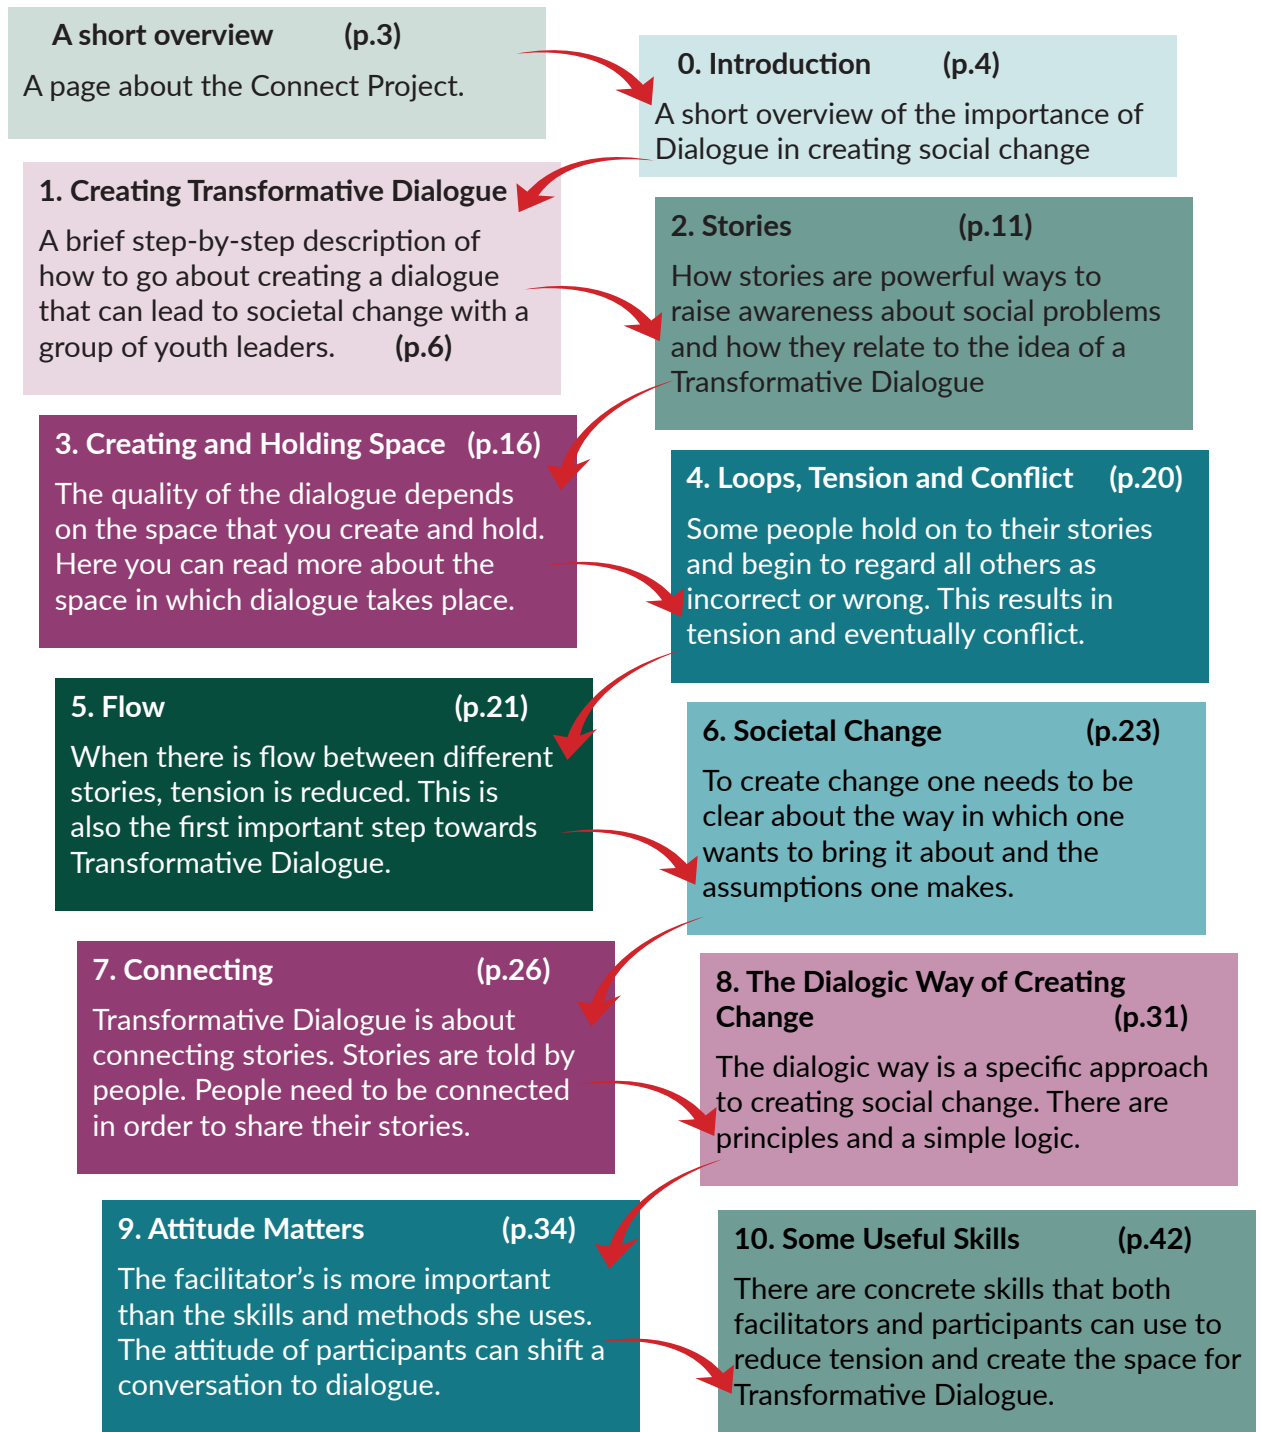 A short overview (p.3)
A page about the Connect Project.
0. Introduction (p.4)
A short overview of the importance of
Dialogue in creating social change
1. Creating Transformative Dialogue
A brief step-by-step description of
how to go about creating a dialogue
that can lead to societal change with a
group of youth leaders. (p.6)
2. Stories (p.11)
How stories are powerful ways to
raise awareness about social problems
and how they relate to the idea of a
Transformative Dialogue
3. Creating and Holding Space (p.16)
The quality of the dialogue depends
on the space that you create and hold.
Here you can read more about the
space in which dialogue takes place.
4. Loops, Tension and Conflict (p.20)
Some people hold on to their stories
and begin to regard all others as
incorrect or wrong. This results in
tension and eventually conflict.
5. Flow (p.21)
When there is flow between different
stories, tension is reduced. This is
also the first important step towards
Transformative Dialogue.
6. Societal Change (p.23)
To create change one needs to be
clear about the way in which one
wants to bring it about and the
assumptions one makes.
7. Connecting (p.26)
Transformative Dialogue is about
connecting stories. Stories are told by
people. People need to be connected
in order to share their stories.
8. The Dialogic Way of Creating
Change (p.31)
The dialogic way is a specific approach
to creating social change. There are
principles and a simple logic.
9. Attitude Matters (p.34)
The facilitator’s is more important
than the skills and methods she uses.
The attitude of participants can shift a
conversation to dialogue.
10. Some Useful Skills (p.42)
There are concrete skills that both
facilitators and participants can use to
reduce tension and create the space for
Transformative Dialogue.